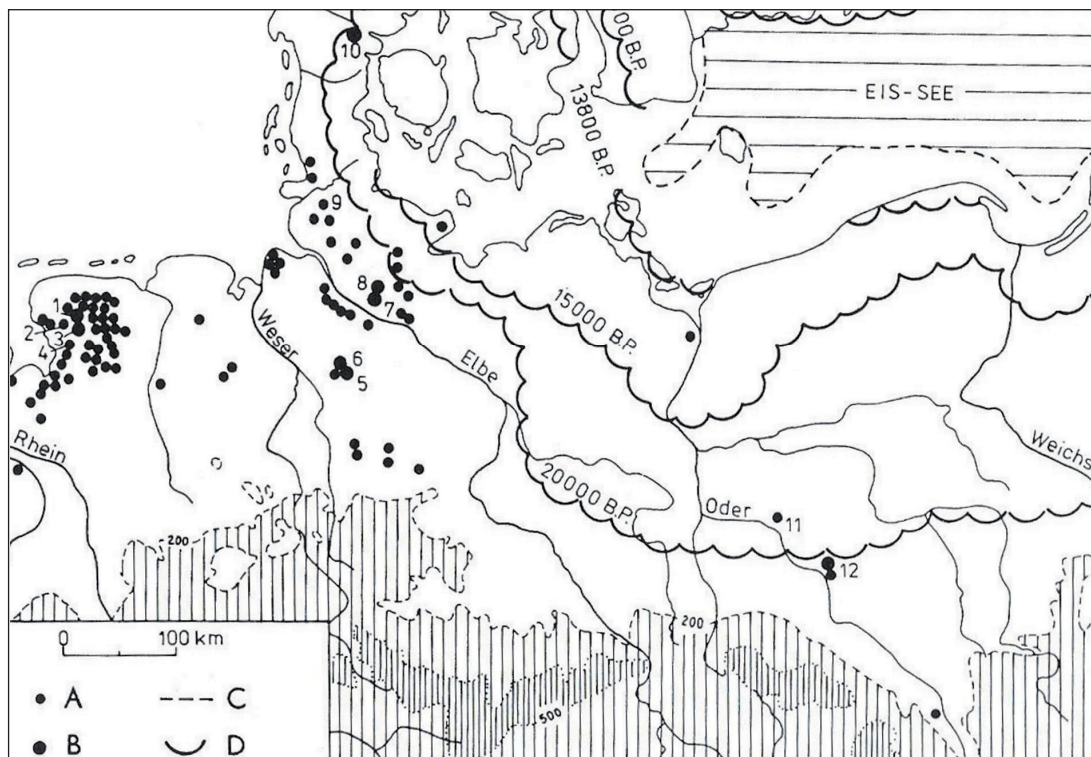 10
00 B.P.
13800 B.P.
EIS-SEE
9
8
7
1
2
3
4
6
5
Weser
Elbe
15000 B.P.
Rhein
Weichs
20000 B.P.
Oder
11
12
200
200
500
0 100 km
A C
B D